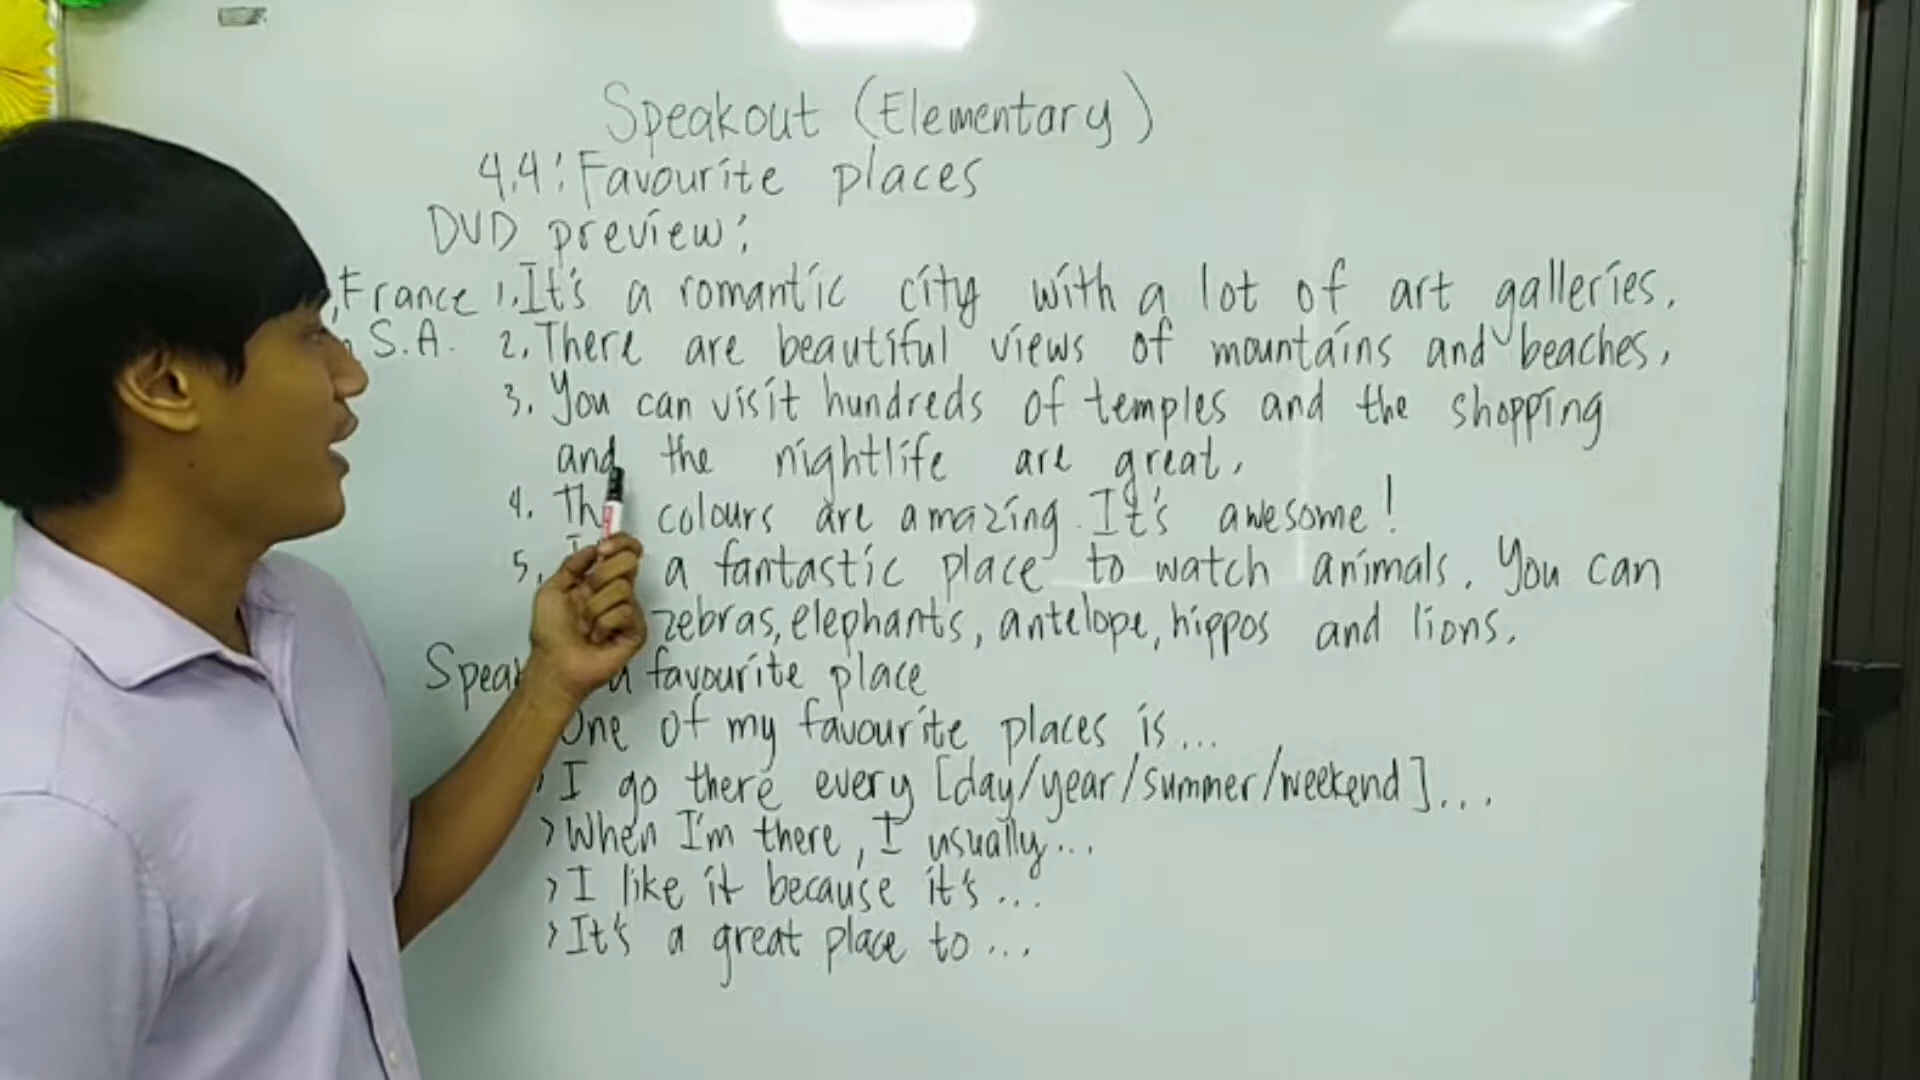 Speakout (Elementary)
4.4: Favourite places
DVD preview:
, France 1. It's a romantic city with a lot of art galleries.
S.A. 2. There are beautiful views of mountains and beaches.
3. You can visit hundreds of temples and the shopping
and the nightlife are great.
4. colours are amazing. It's awesome!
5. a fantastic place to watch animals. You can
zebras, elephants, antelope, hippos and lions.
favourite place
One of my favourite places is...
> I go there every [day/year/summer/weekend]...
> When I'm there, I usually...
> I like it because it's...
> It's a great place to...